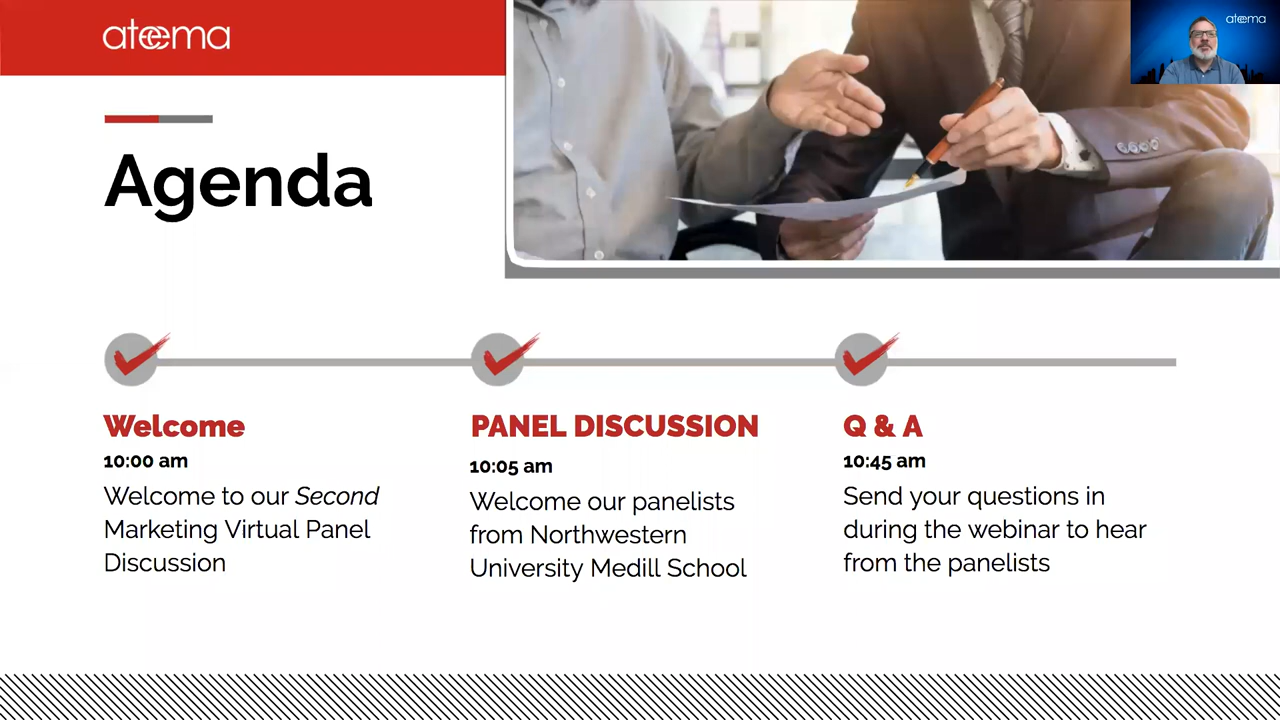 ateema
ateema
Agenda
Welcome
10:00 am
Welcome to our Second
Marketing Virtual Panel
Discussion
PANEL DISCUSSION
10:05 am
Welcome our panelists
from Northwestern
University Medill School
Q & A
10:45 am
Send your questions in
during the webinar to hear
from the panelists